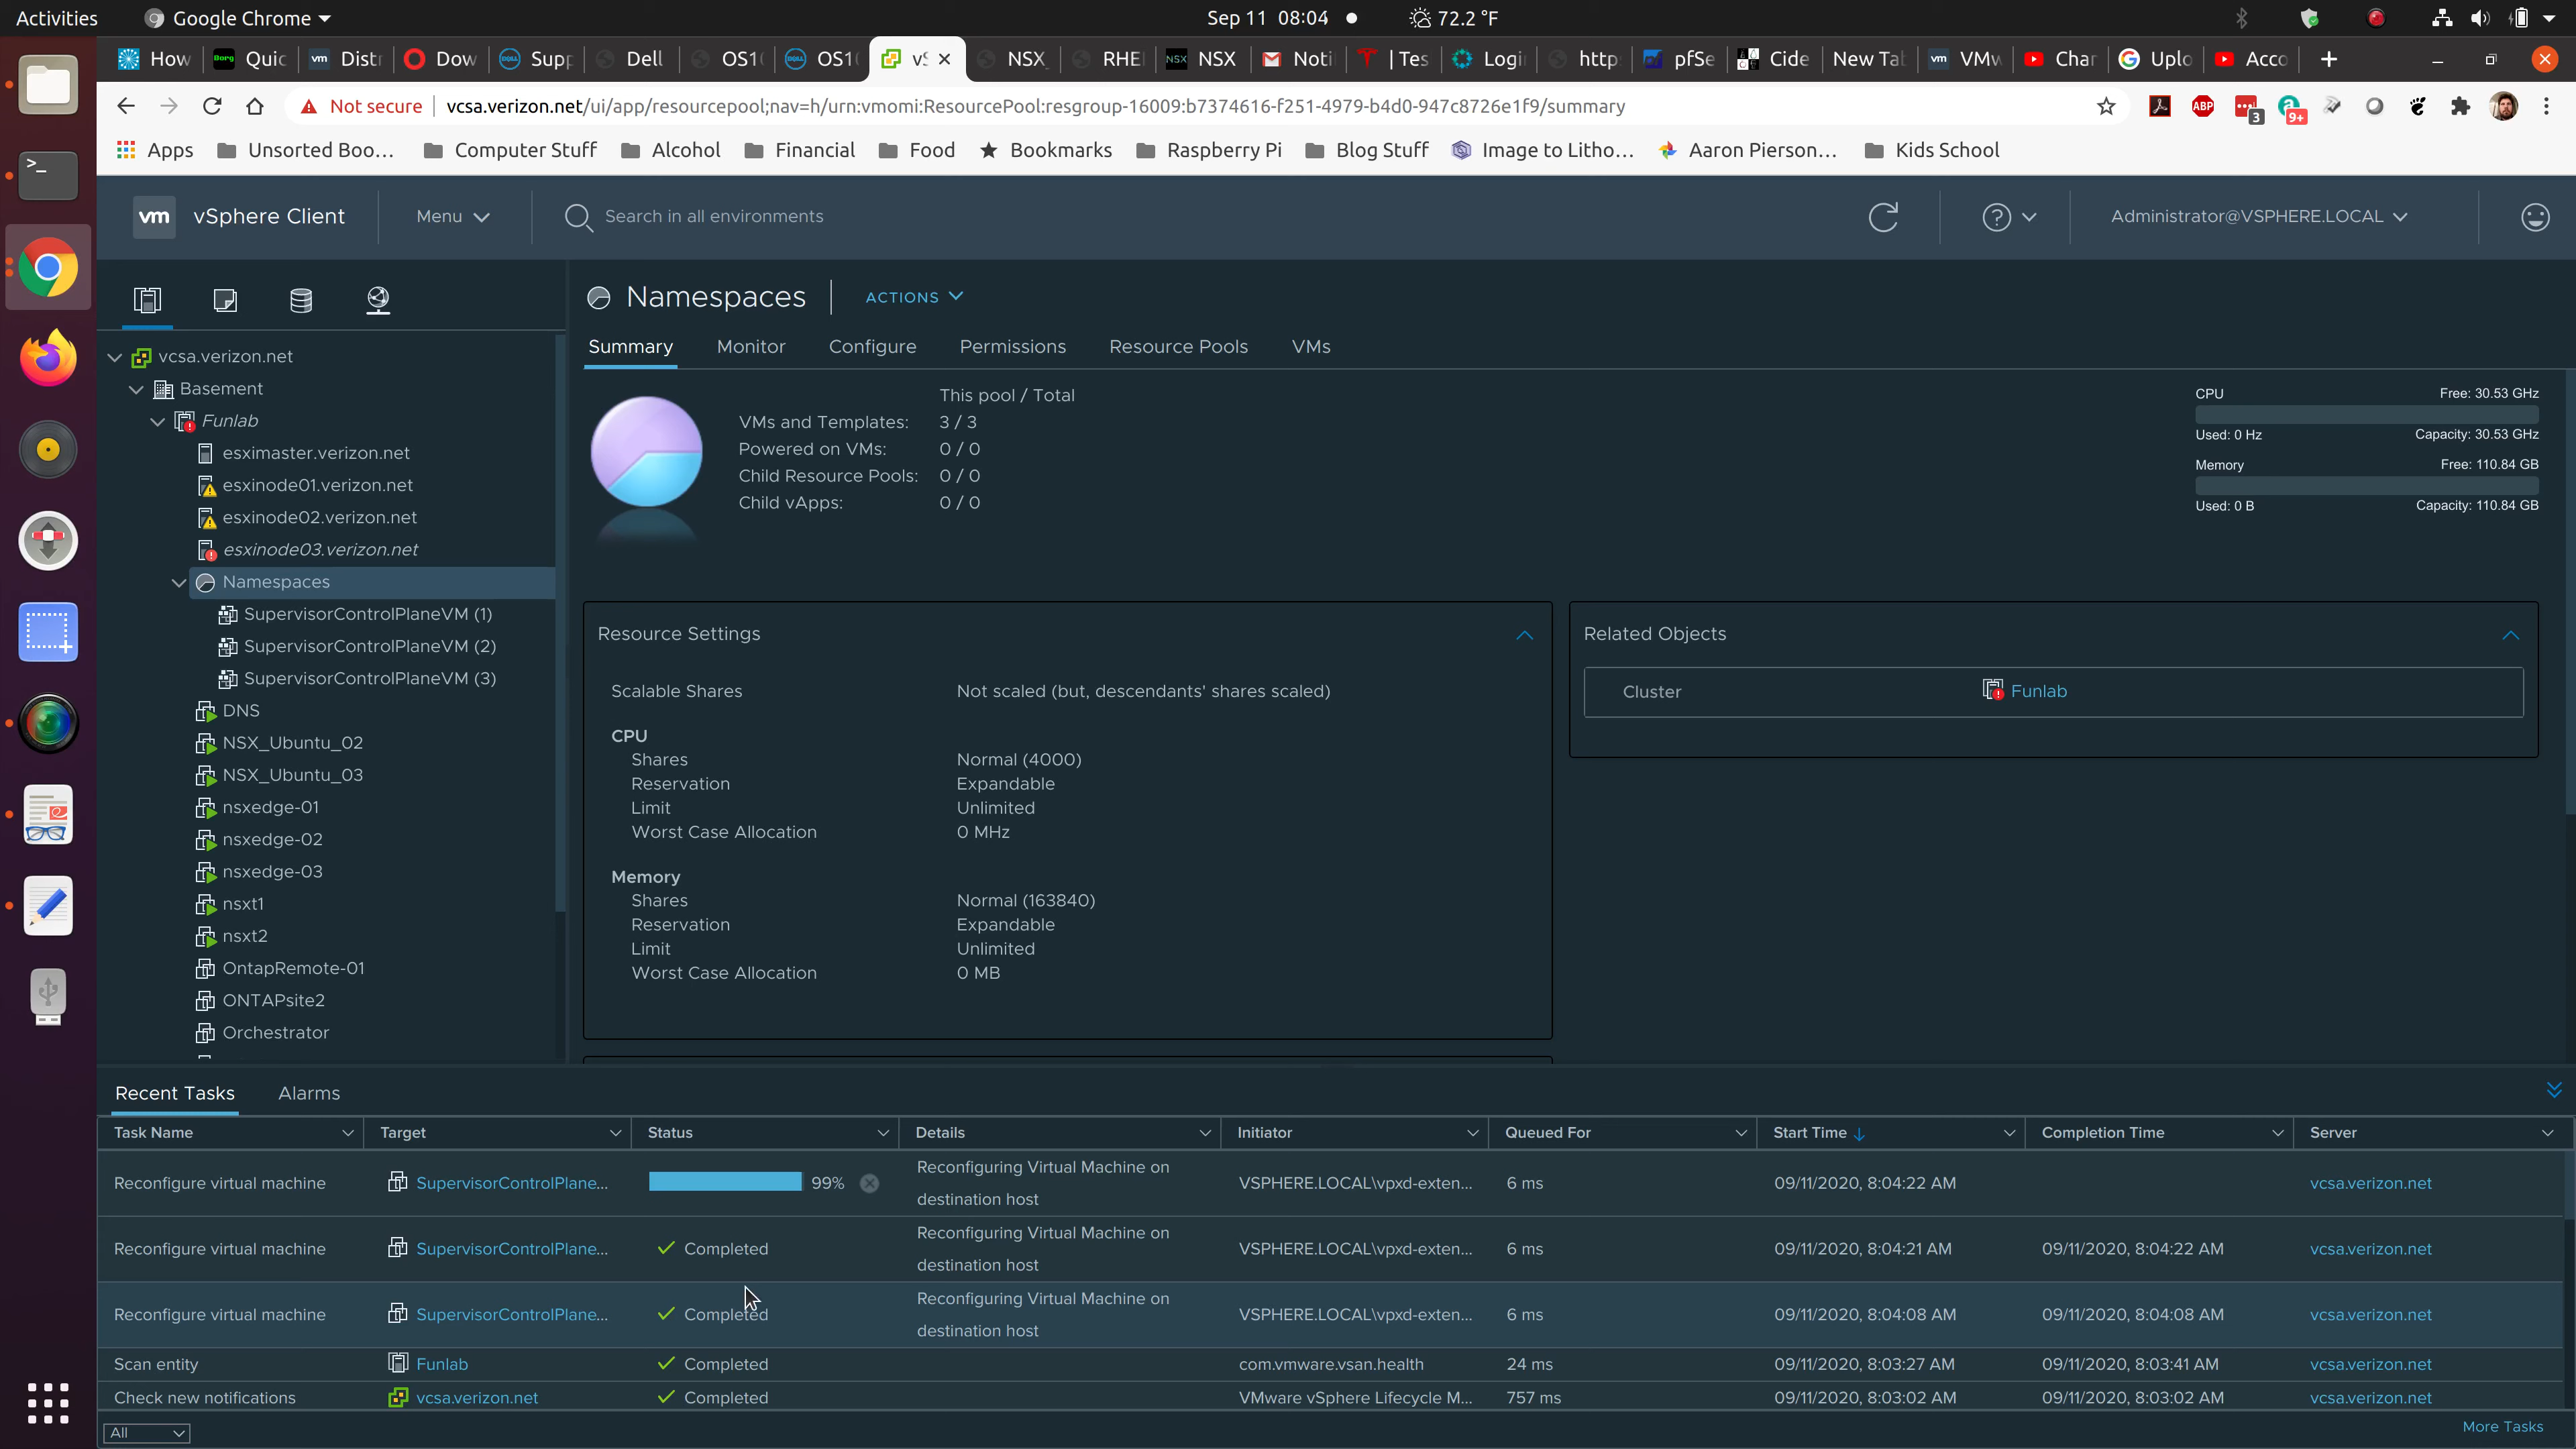 Activities
Google Chrome
Sep 11 08:04
72.2 °F
How
Quic
Distr
Dow
Supp
Dell
OS1
OS1
vS
NSX
RHE
NSX
Noti
| Tes
Logi
http
pfSe
Cide
New Tab
VMw
Char
Uplo
Acco
Not secure
vcsa.verizon.net/ui/app/resourcepool;nav=h/urn:vmomi:ResourcePool:resgroup-16009:b7374616-f251-4979-b4d0-947c8726e1f9/summary
ABP
3
9+
Apps
Unsorted Boo...
Computer Stuff
Alcohol
Financial
Food
Bookmarks
Raspberry Pi
Blog Stuff
Image to Litho...
Aaron Pierson...
Kids School
vm
vSphere Client
Menu
Search in all environments
Administrator@VSPHERE.LOCAL
vcsa.verizon.net
Basement
Funlab
eximaster.verizon.net
esxinode01.verizon.net
esxinode02.verizon.net
esxinode03.verizon.net
Namespaces
SupervisorControlPlaneVM (1)
SupervisorControlPlaneVM (2)
SupervisorControlPlaneVM (3)
DNS
NSX_Ubuntu_02
NSX_Ubuntu_03
nsxedge-01
nsxedge-02
nsxedge-03
nsxt1
nsxt2
OntapRemote-01
ONTAPsite2
Orchestrator
Namespaces
ACTIONS
Summary
Monitor
Configure
Permissions
Resource Pools
VMs
This pool / Total
VMs and Templates: 3 / 3
Powered on VMs: 0 / 0
Child Resource Pools: 0 / 0
Child vApps: 0 / 0
CPU Free: 30.53 GHz
Used: 0 Hz Capacity: 30.53 GHz
Memory Free: 110.84 GB
Used: 0 B Capacity: 110.84 GB
Resource Settings
Scalable Shares Not scaled (but, descendants' shares scaled)
CPU
Shares Normal (4000)
Reservation Expandable
Limit Unlimited
Worst Case Allocation 0 MHz
Memory
Shares Normal (163840)
Reservation Expandable
Limit Unlimited
Worst Case Allocation 0 MB
Related Objects
Cluster Funlab
Recent Tasks
Alarms
Task Name Target Status Details Initiator Queued For Start Time Completion Time Server
Reconfigure virtual machine SupervisorControlPlane... 99% Reconfiguring Virtual Machine on VSPHERE.LOCAL\vpxd-exten... 6 ms 09/11/2020, 8:04:22 AM vcsa.verizon.net
destination host
Reconfigure virtual machine SupervisorControlPlane... Completed Reconfiguring Virtual Machine on VSPHERE.LOCAL\vpxd-exten... 6 ms 09/11/2020, 8:04:21 AM 09/11/2020, 8:04:22 AM vcsa.verizon.net
destination host
Reconfigure virtual machine SupervisorControlPlane... Completed Reconfiguring Virtual Machine on VSPHERE.LOCAL\vpxd-exten... 6 ms 09/11/2020, 8:04:08 AM 09/11/2020, 8:04:08 AM vcsa.verizon.net
destination host
Scan entity Funlab Completed com.vmware.vsan.health 24 ms 09/11/2020, 8:03:27 AM 09/11/2020, 8:03:41 AM vcsa.verizon.net
Check new notifications vcsa.verizon.net Completed VMware vSphere Lifecycle M... 757 ms 09/11/2020, 8:03:02 AM 09/11/2020, 8:03:02 AM vcsa.verizon.net
All
More Tasks